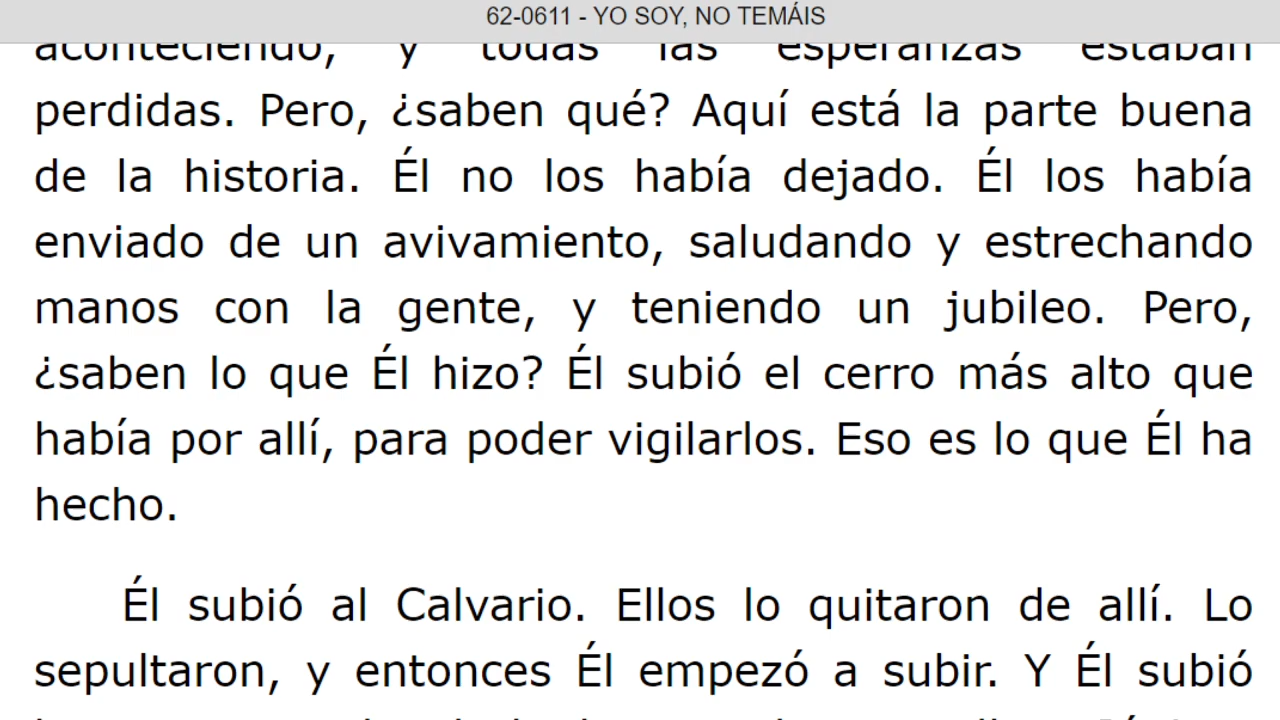 62-0611 - YO SOY, NO TEMÁIS
aconteciendo, y todas las esperanzas estaban
perdidas. Pero, ¿saben qué? Aquí está la parte buena
de la historia. Él no los había dejado. Él los había
enviado de un avivamiento, saludando y estrechando
manos con la gente, y teniendo un jubileo. Pero,
¿saben lo que Él hizo? Él subió el cerro más alto que
había por allí, para poder vigilarlos. Eso es lo que Él ha
hecho.
Él subió al Calvario. Ellos lo quitaron de allí. Lo
sepultaron, y entonces Él empezó a subir. Y Él subió